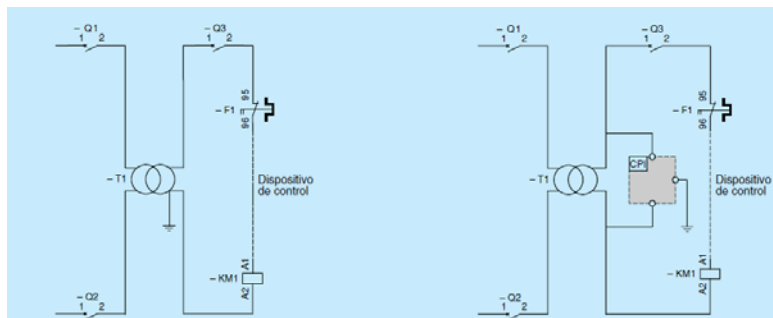 – Q1
1 2
– Q3
1 2
95
– F1
96
– T1
Dispositivo
de control
A1
– KM1
A2
– Q2
1 2
– Q1
1 2
– Q3
1 2
95
– F1
96
CPI
– T1
Dispositivo
de control
A1
– KM1
A2
– Q2
1 2